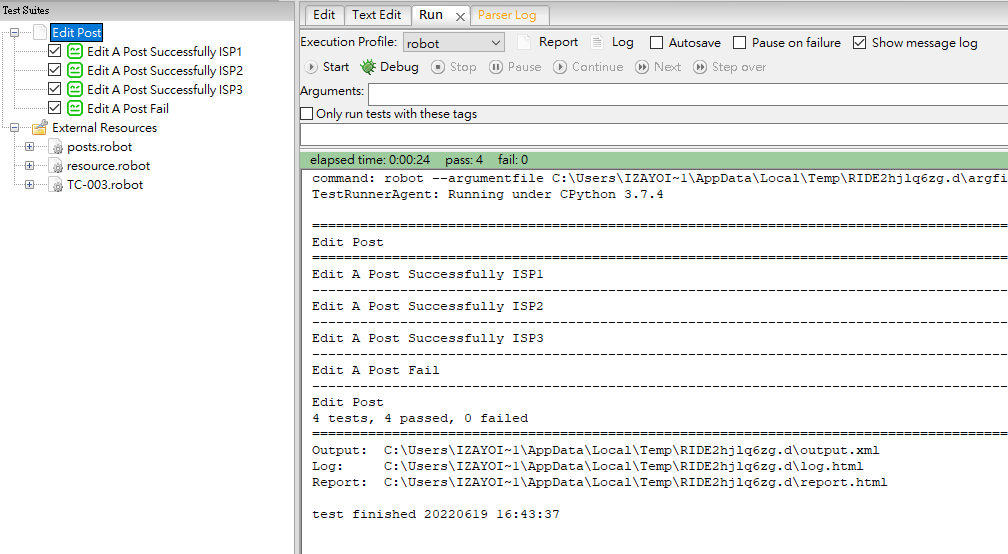 Test Suites
Edit Post
Edit A Post Successfully ISP1
Edit A Post Successfully ISP2
Edit A Post Successfully ISP3
Edit A Post Fail
External Resources
posts.robot
resource.robot
TC-003.robot
Edit Text Edit Run Parser Log
Execution Profile: robot Report Log Autosave Pause on failure Show message log
Start Debug Stop Pause Continue Next Step over
Arguments:
Only run tests with these tags
elapsed time: 0:00:24 pass: 4 fail: 0
command: robot --argumentfile C:\Users\IZAYOI~1\AppData\Local\Temp\RIDE2hjlq6zg.d\argfi
TestRunnerAgent: Running under CPython 3.7.4
==============================================================================
Edit Post
==============================================================================
Edit A Post Successfully ISP1
------------------------------------------------------------------------------
Edit A Post Successfully ISP2
------------------------------------------------------------------------------
Edit A Post Successfully ISP3
------------------------------------------------------------------------------
Edit A Post Fail
------------------------------------------------------------------------------
Edit Post
4 tests, 4 passed, 0 failed
==============================================================================
Output: C:\Users\IZAYOI~1\AppData\Local\Temp\RIDE2hjlq6zg.d\output.xml
Log: C:\Users\IZAYOI~1\AppData\Local\Temp\RIDE2hjlq6zg.d\log.html
Report: C:\Users\IZAYOI~1\AppData\Local\Temp\RIDE2hjlq6zg.d\report.html
test finished 20220619 16:43:37